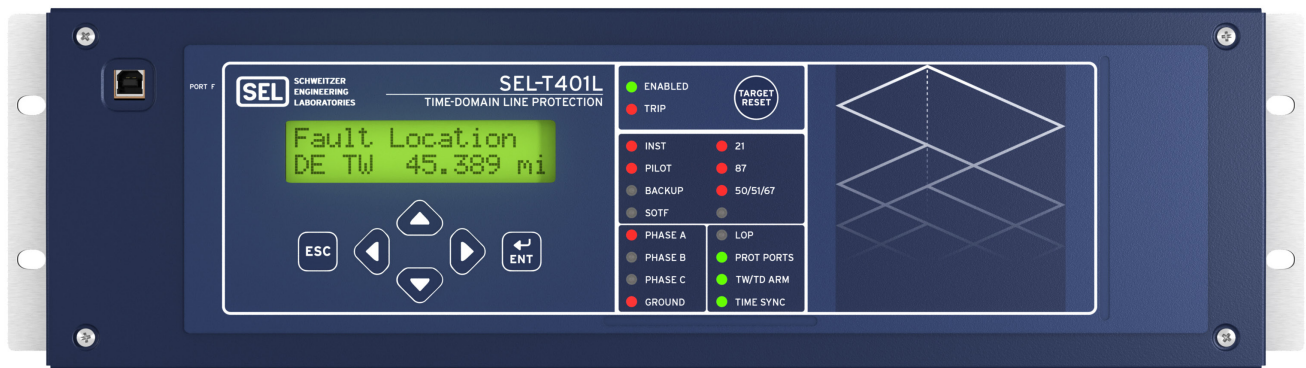 PORT F
SEL
SCHWEITZER
ENGINEERING
LABORATORIES
SEL-T401L
TIME-DOMAIN LINE PROTECTION
Fault Location
DE TW 45.389 mi
ESC
ENT
ENABLED
TRIP
TARGET
RESET
INST
21
PILOT
87
BACKUP
50/51/67
SOTF
PHASE A
PHASE B
PHASE C
GROUND
LOP
PROT PORTS
TW/TD ARM
TIME SYNC